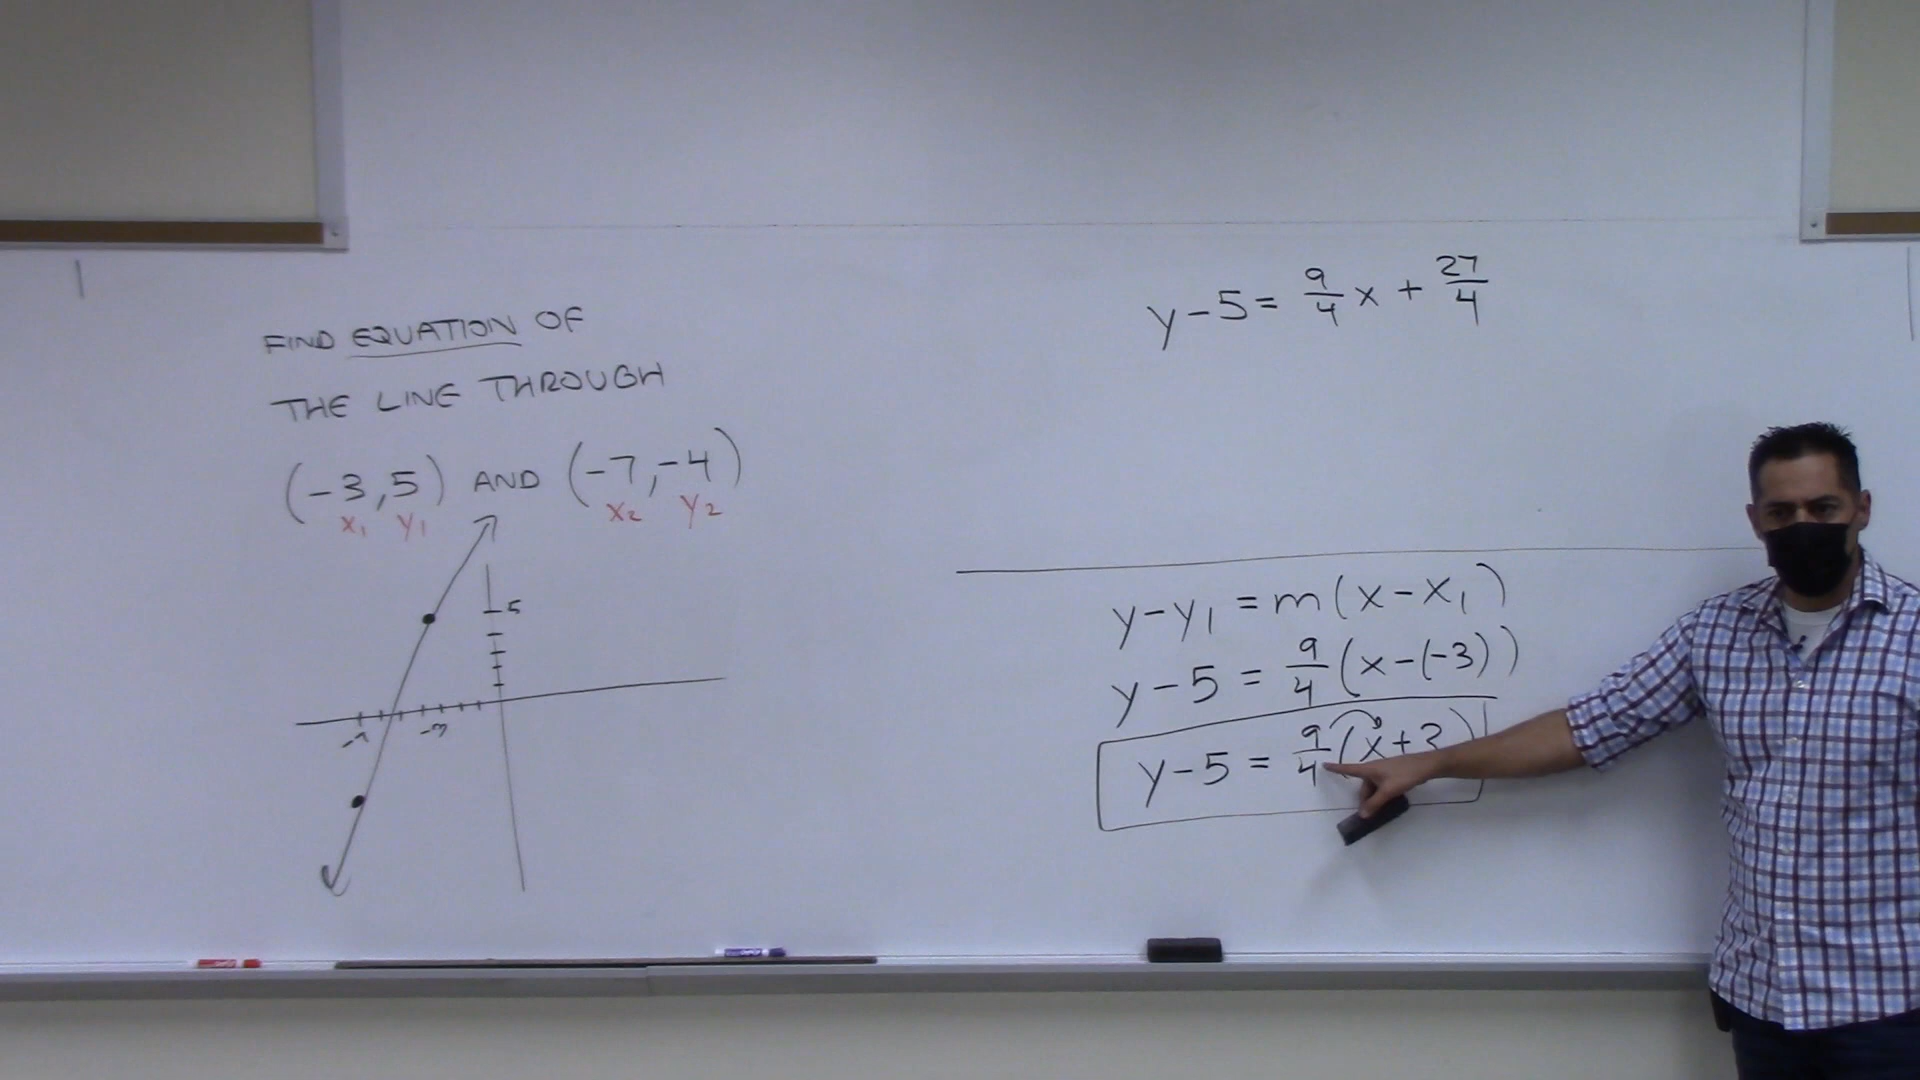 FIND EQUATION OF
THE LINE THROUGH
(-3,5) AND (-7,-4)
x₁ y₁ x₂ y₂
5
-7 -3
y-5 = 9/4 x + 27/4
y-y₁ = m(x-x₁)
y-5 = 9/4 (x-(-3))
y-5 = 9/4 (x+3)